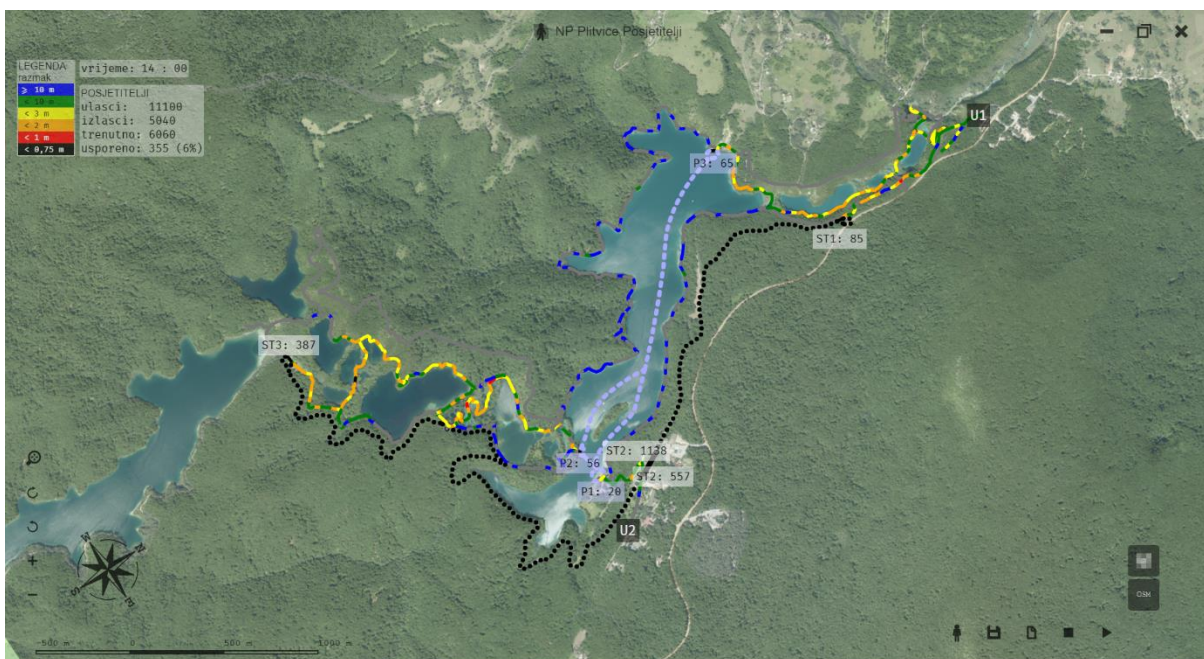 NP Plitvice Posjetitelji
LEGENDA
razmak
⩾ 10 m
< 10 m
< 3 m
< 2 m
< 1 m
< 0,75 m
vrijeme: 14 : 00
POSJETITELJI
ulasci: 11100
izlasci: 5040
trenutno: 6060
usporeno: 355 (6%)
U1
P3: 65
ST1: 85
ST3: 387
ST2: 1138
P2: 56
ST2: 557
P1: 20
U2
N
W
S
E
OSM
-500 m 0 500 m 1000 m